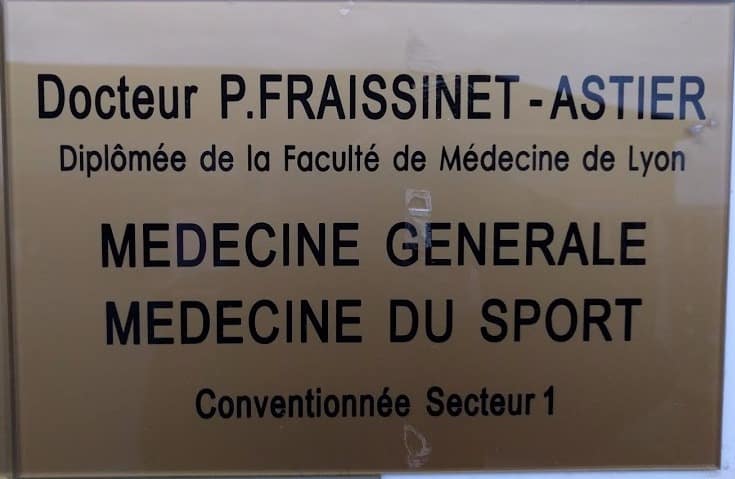 Docteur P.FRAISSINET-ASTIER
Diplômée de la Faculté de Médecine de Lyon
MEDECINE GENERALE
MEDECINE DU SPORT
Conventionnée Secteur 1